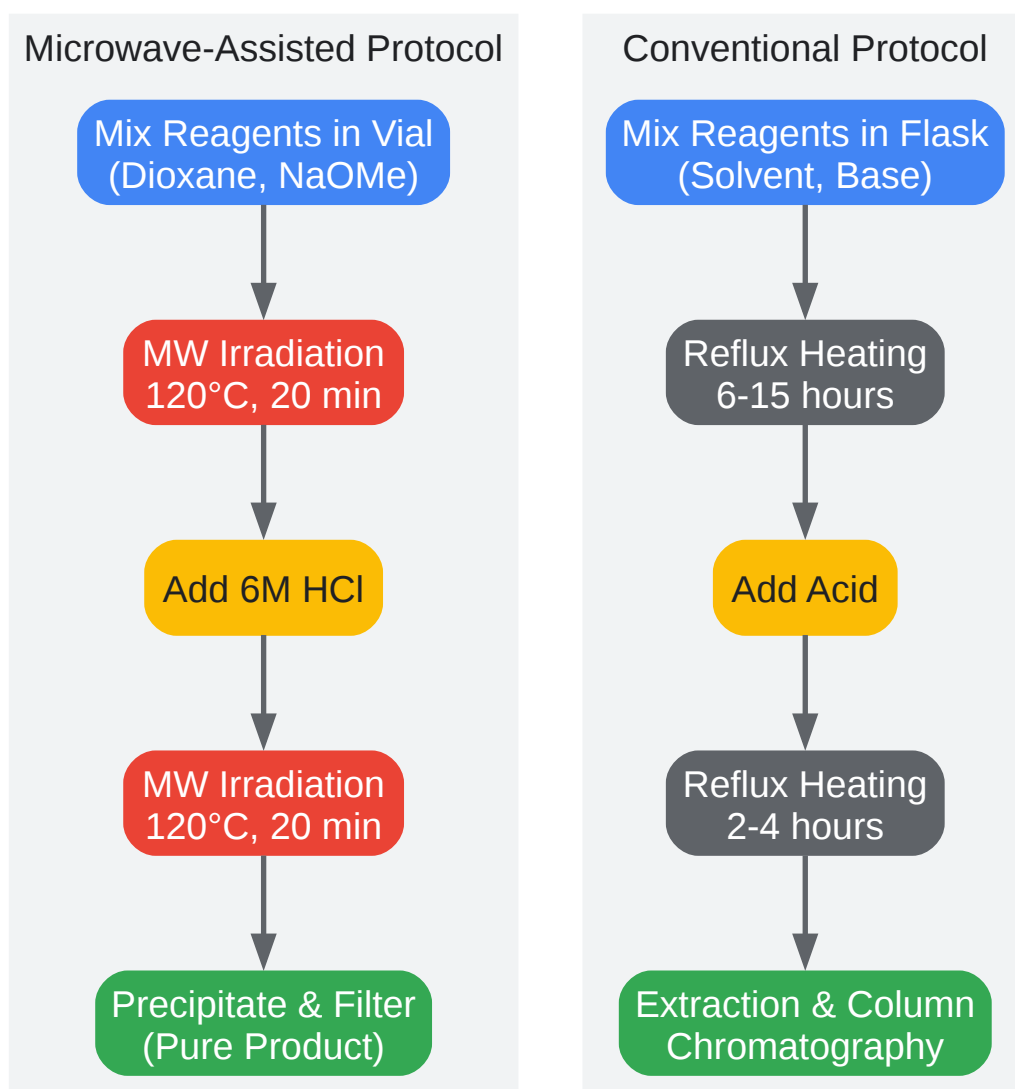 Microwave-Assisted Protocol
Mix Reagents in Vial
(Dioxane, NaOMe)
MW Irradiation
120°C, 20 min
Add 6M HCl
MW Irradiation
120°C, 20 min
Precipitate & Filter
(Pure Product)
Conventional Protocol
Mix Reagents in Flask
(Solvent, Base)
Reflux Heating
6-15 hours
Add Acid
Reflux Heating
2-4 hours
Extraction & Column
Chromatography